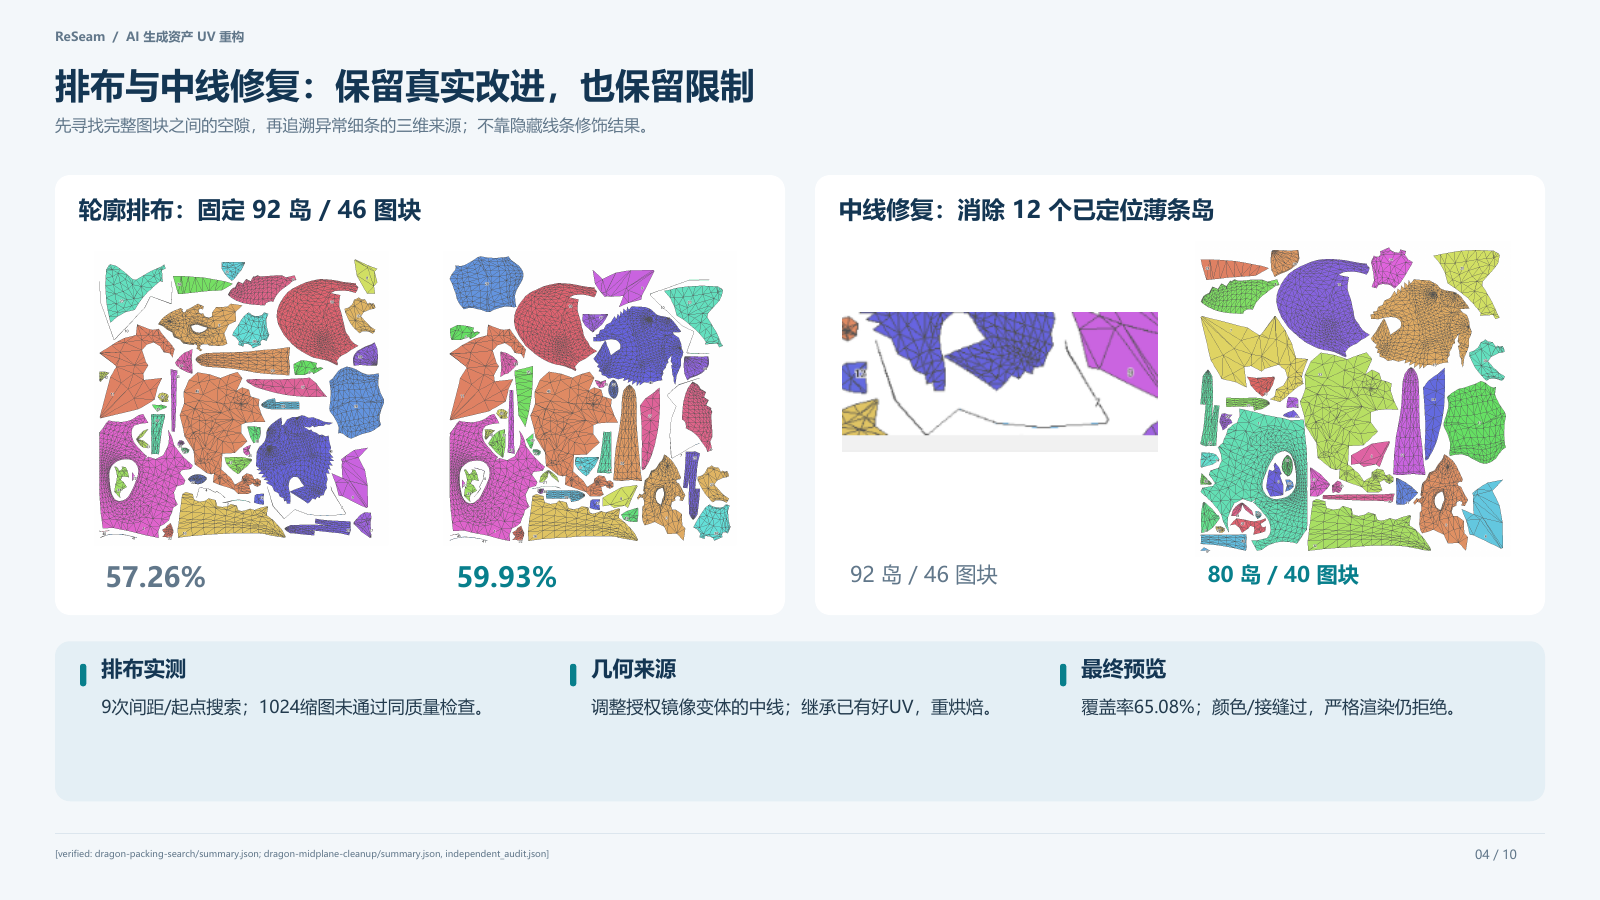 ReSeam / AI 生成资产 UV 重构
排布与中线修复：保留真实改进，也保留限制
先寻找完整图块之间的空隙，再追溯异常细条的三维来源；不靠隐藏线条修饰结果。
轮廓排布：固定 92 岛 / 46 图块
57.26%
59.93%
中线修复：消除 12 个已定位薄条岛
92 岛 / 46 图块
80 岛 / 40 图块
排布实测
9次间距/起点搜索；1024缩图未通过同质量检查。
几何来源
调整授权镜像变体的中线；继承已有好UV，重烘焙。
最终预览
覆盖率65.08%；颜色/接缝过，严格渲染仍拒绝。
[verified: dragon-packing-search/summary.json; dragon-midplane-cleanup/summary.json, independent_audit.json]
04 / 10